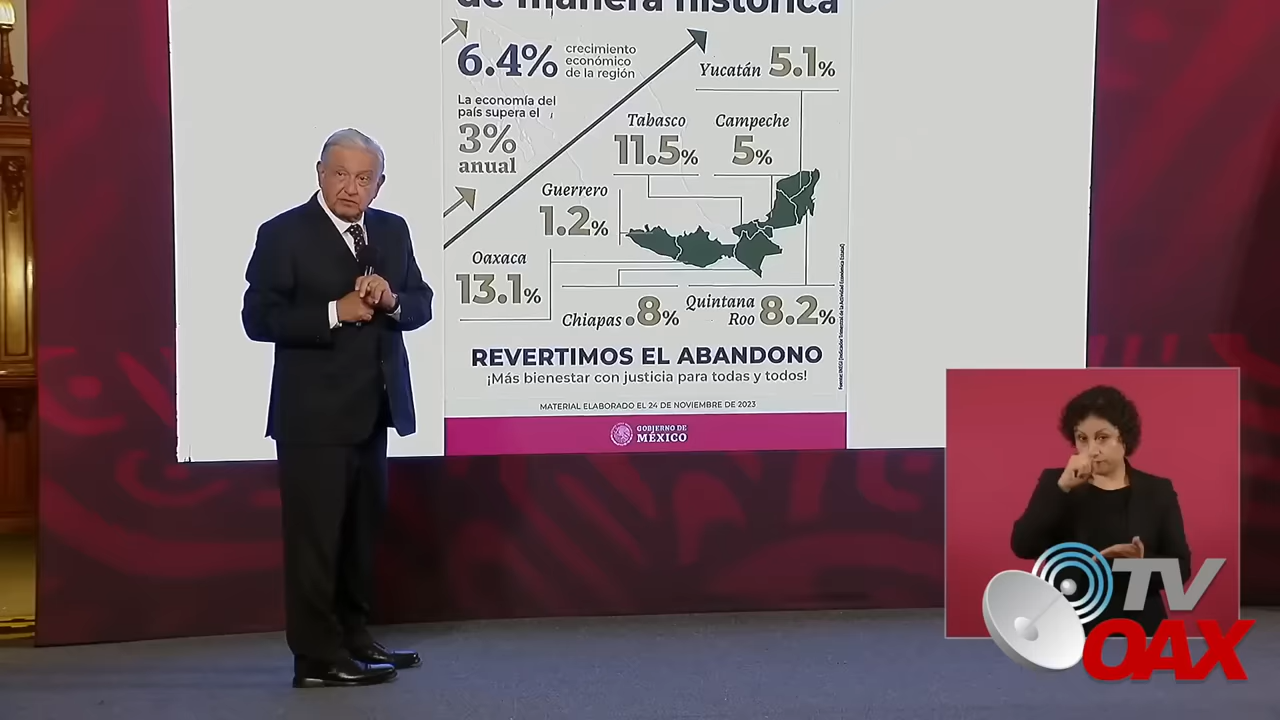 de manera histórica
6.4% crecimiento
económico
de la región
La economía del
país supera el
3%
anual
Yucatán 5.1%
Tabasco
11.5%
Campeche
5%
Guerrero
1.2%
Oaxaca
13.1%
Chiapas .8%
Quintana
Roo 8.2%
REVERTIMOS EL ABANDONO
¡Más bienestar con justicia para todas y todos!
MATERIAL ELABORADO EL 24 DE NOVIEMBRE DE 2023
GOBIERNO DE
MÉXICO
TV
OAX